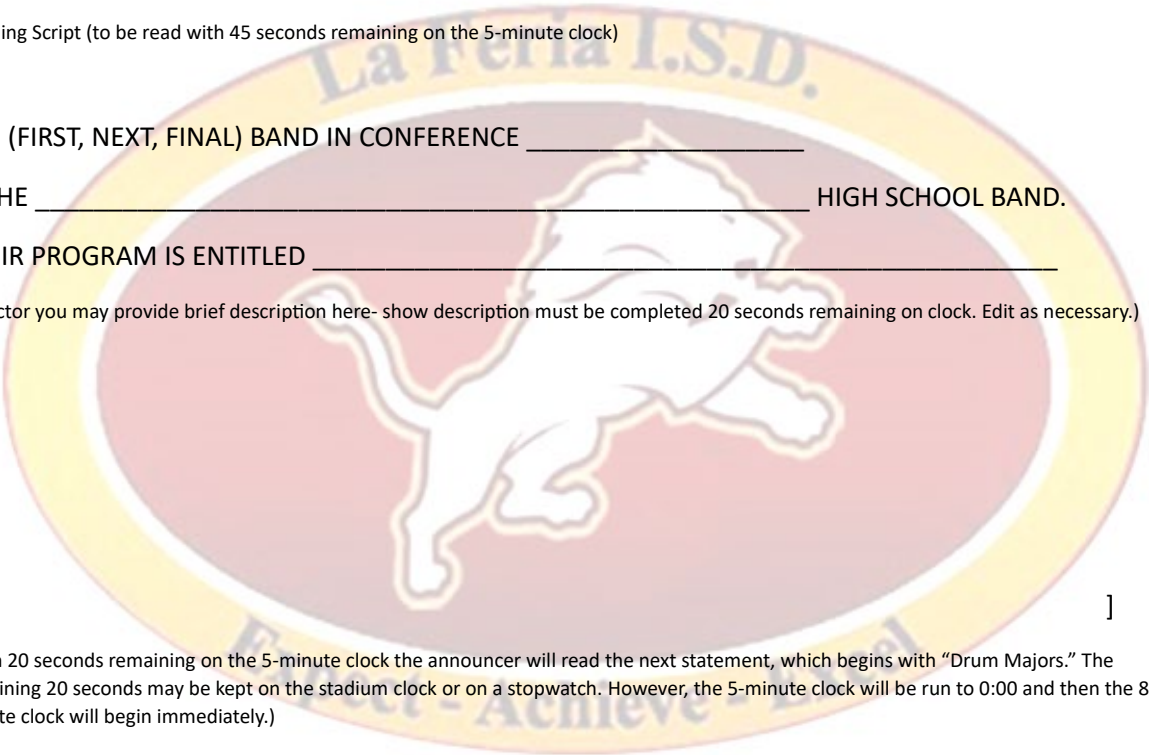 La Feria I.S.D.
ing Script (to be read with 45 seconds remaining on the 5-minute clock)
(FIRST, NEXT, FINAL) BAND IN CONFERENCE ___________________
HE _____________________________________________________ HIGH SCHOOL BAND.
IR PROGRAM IS ENTITLED ___________________________________________________
ctor you may provide brief description here- show description must be completed 20 seconds remaining on clock. Edit as necessary.)
]
20 seconds remaining on the 5-minute clock the announcer will read the next statement, which begins with “Drum Majors.” The
ining 20 seconds may be kept on the stadium clock or on a stopwatch. However, the 5-minute clock will be run to 0:00 and then the 8
te clock will begin immediately.)
Expect - Achieve - Excel